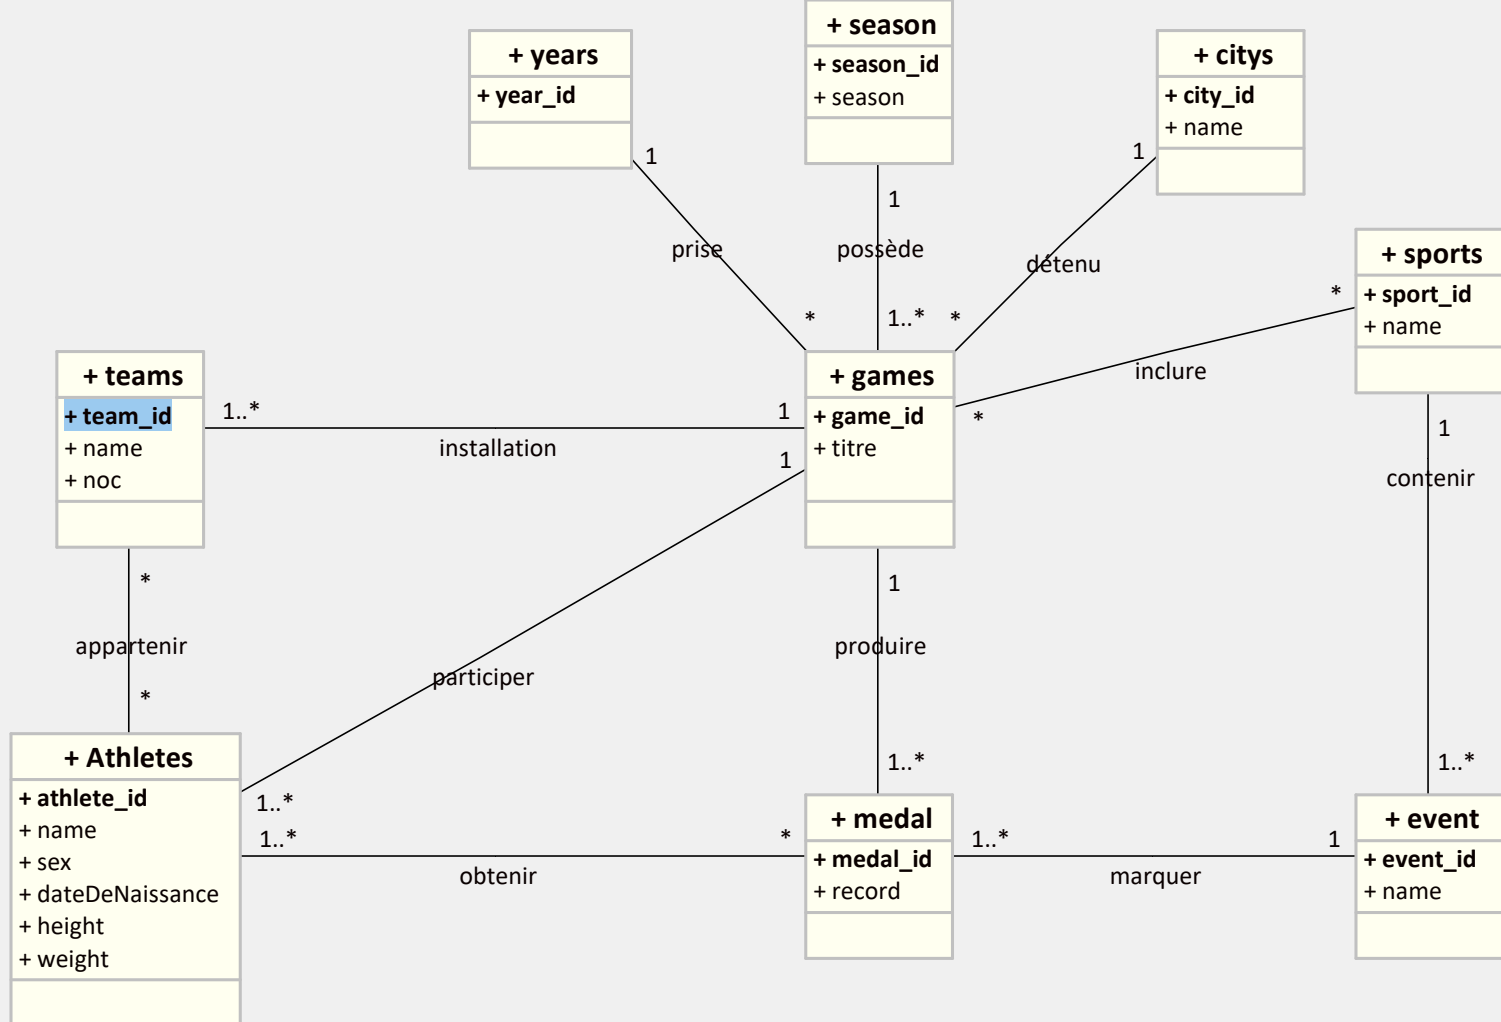 + years
+ year_id
+ season
+ season_id
+ season
+ citys
+ city_id
+ name
1
1
1
prise
possède
détenu
*
1..*
*
+ sports
+ sport_id
+ name
*
inclure
*
+ teams
+ team_id
+ name
+ noc
1..*
1
installation
+ games
+ game_id
+ titre
1
1
contenir
*
appartenir
*
participer
1
produire
1..*
1..*
+ Athletes
+ athlete_id
+ name
+ sex
+ dateDeNaissance
+ height
+ weight
1..*
1..*
*
obtenir
+ medal
+ medal_id
+ record
1..*
1
marquer
+ event
+ event_id
+ name